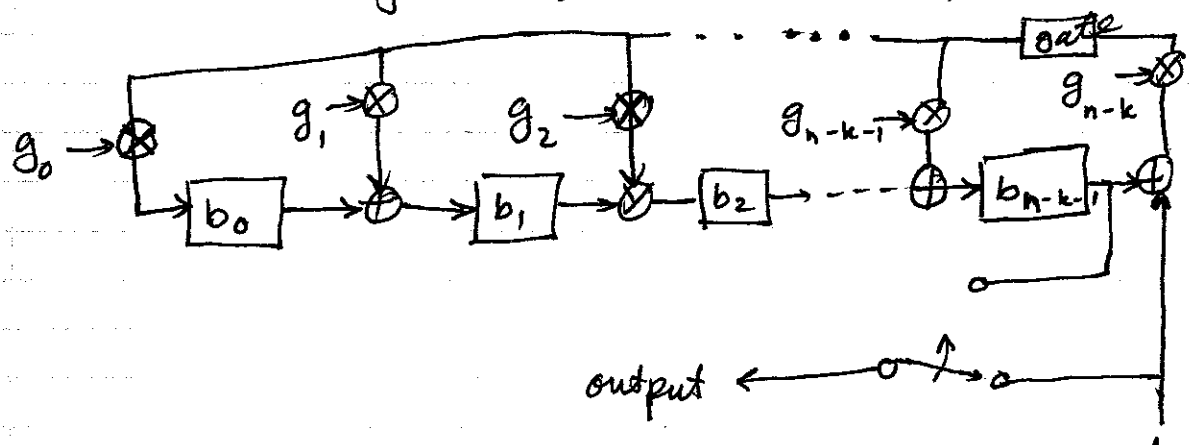 gate
g₀ g₁ g₂ gₙ₋ₖ₋₁ gₙ₋ₖ
b₀ b₁ b₂ bₙ₋ₖ₋₁
output